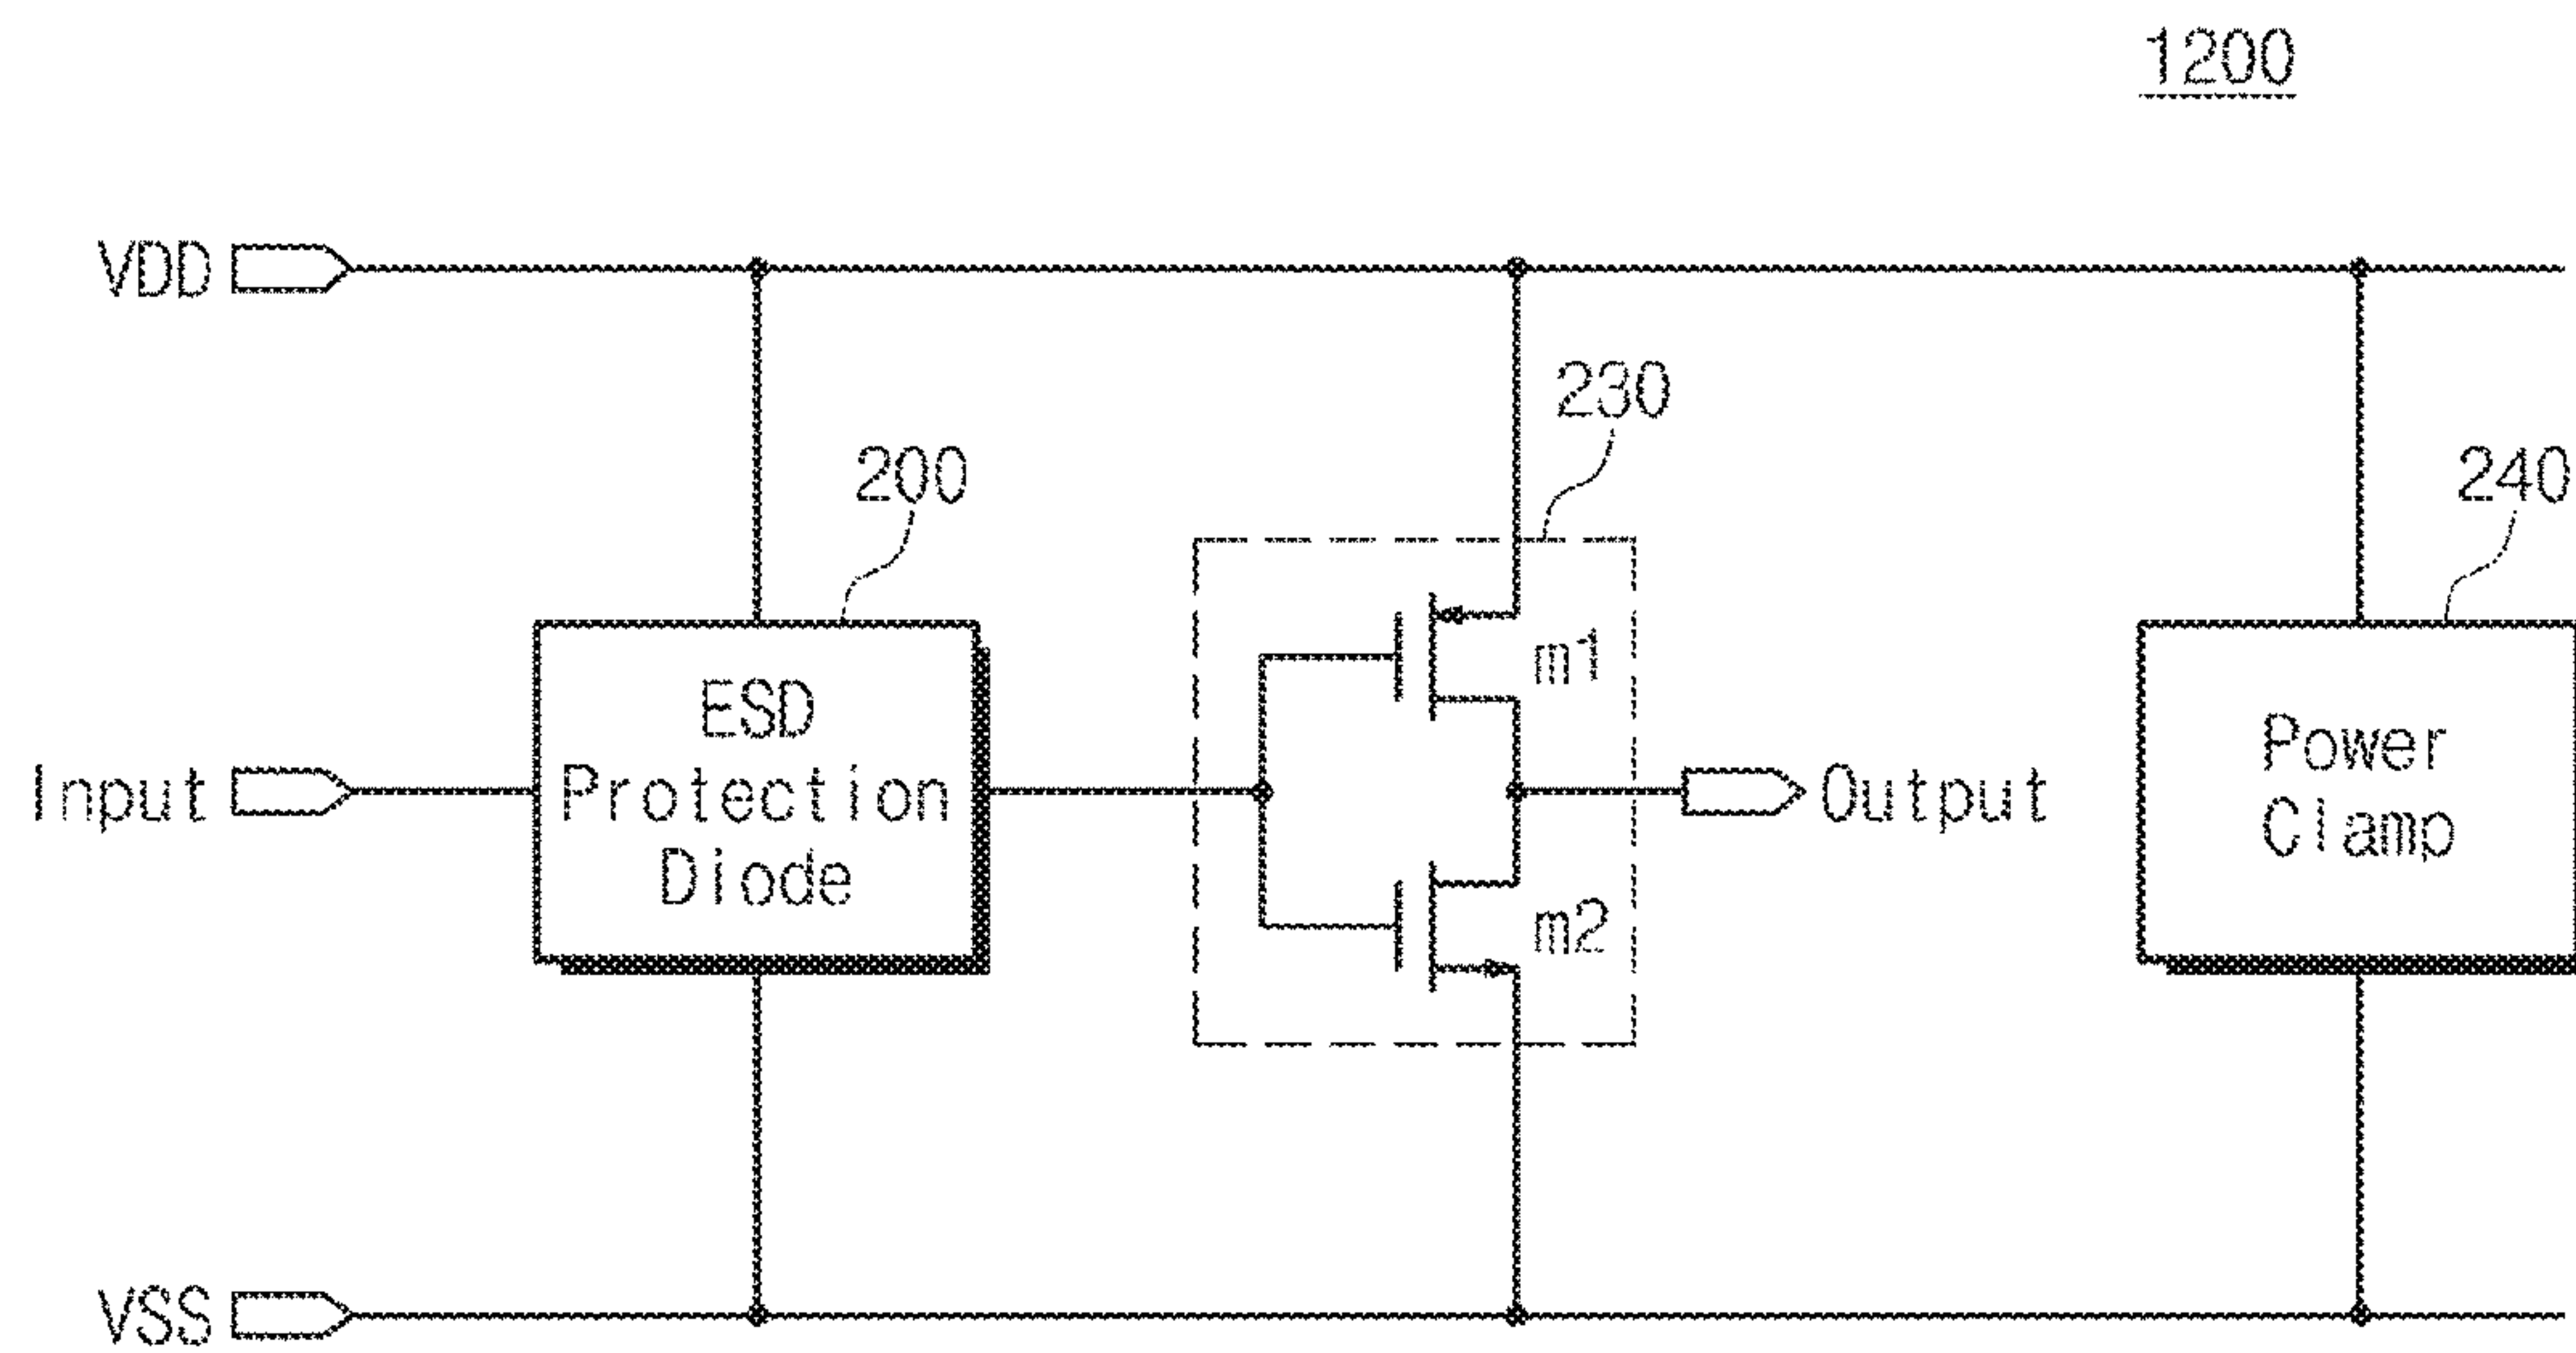 1200
VDD
230
200
240
m1
ESD
Protection
Diode
Input
Output
Power
Clamp
m2
VSS